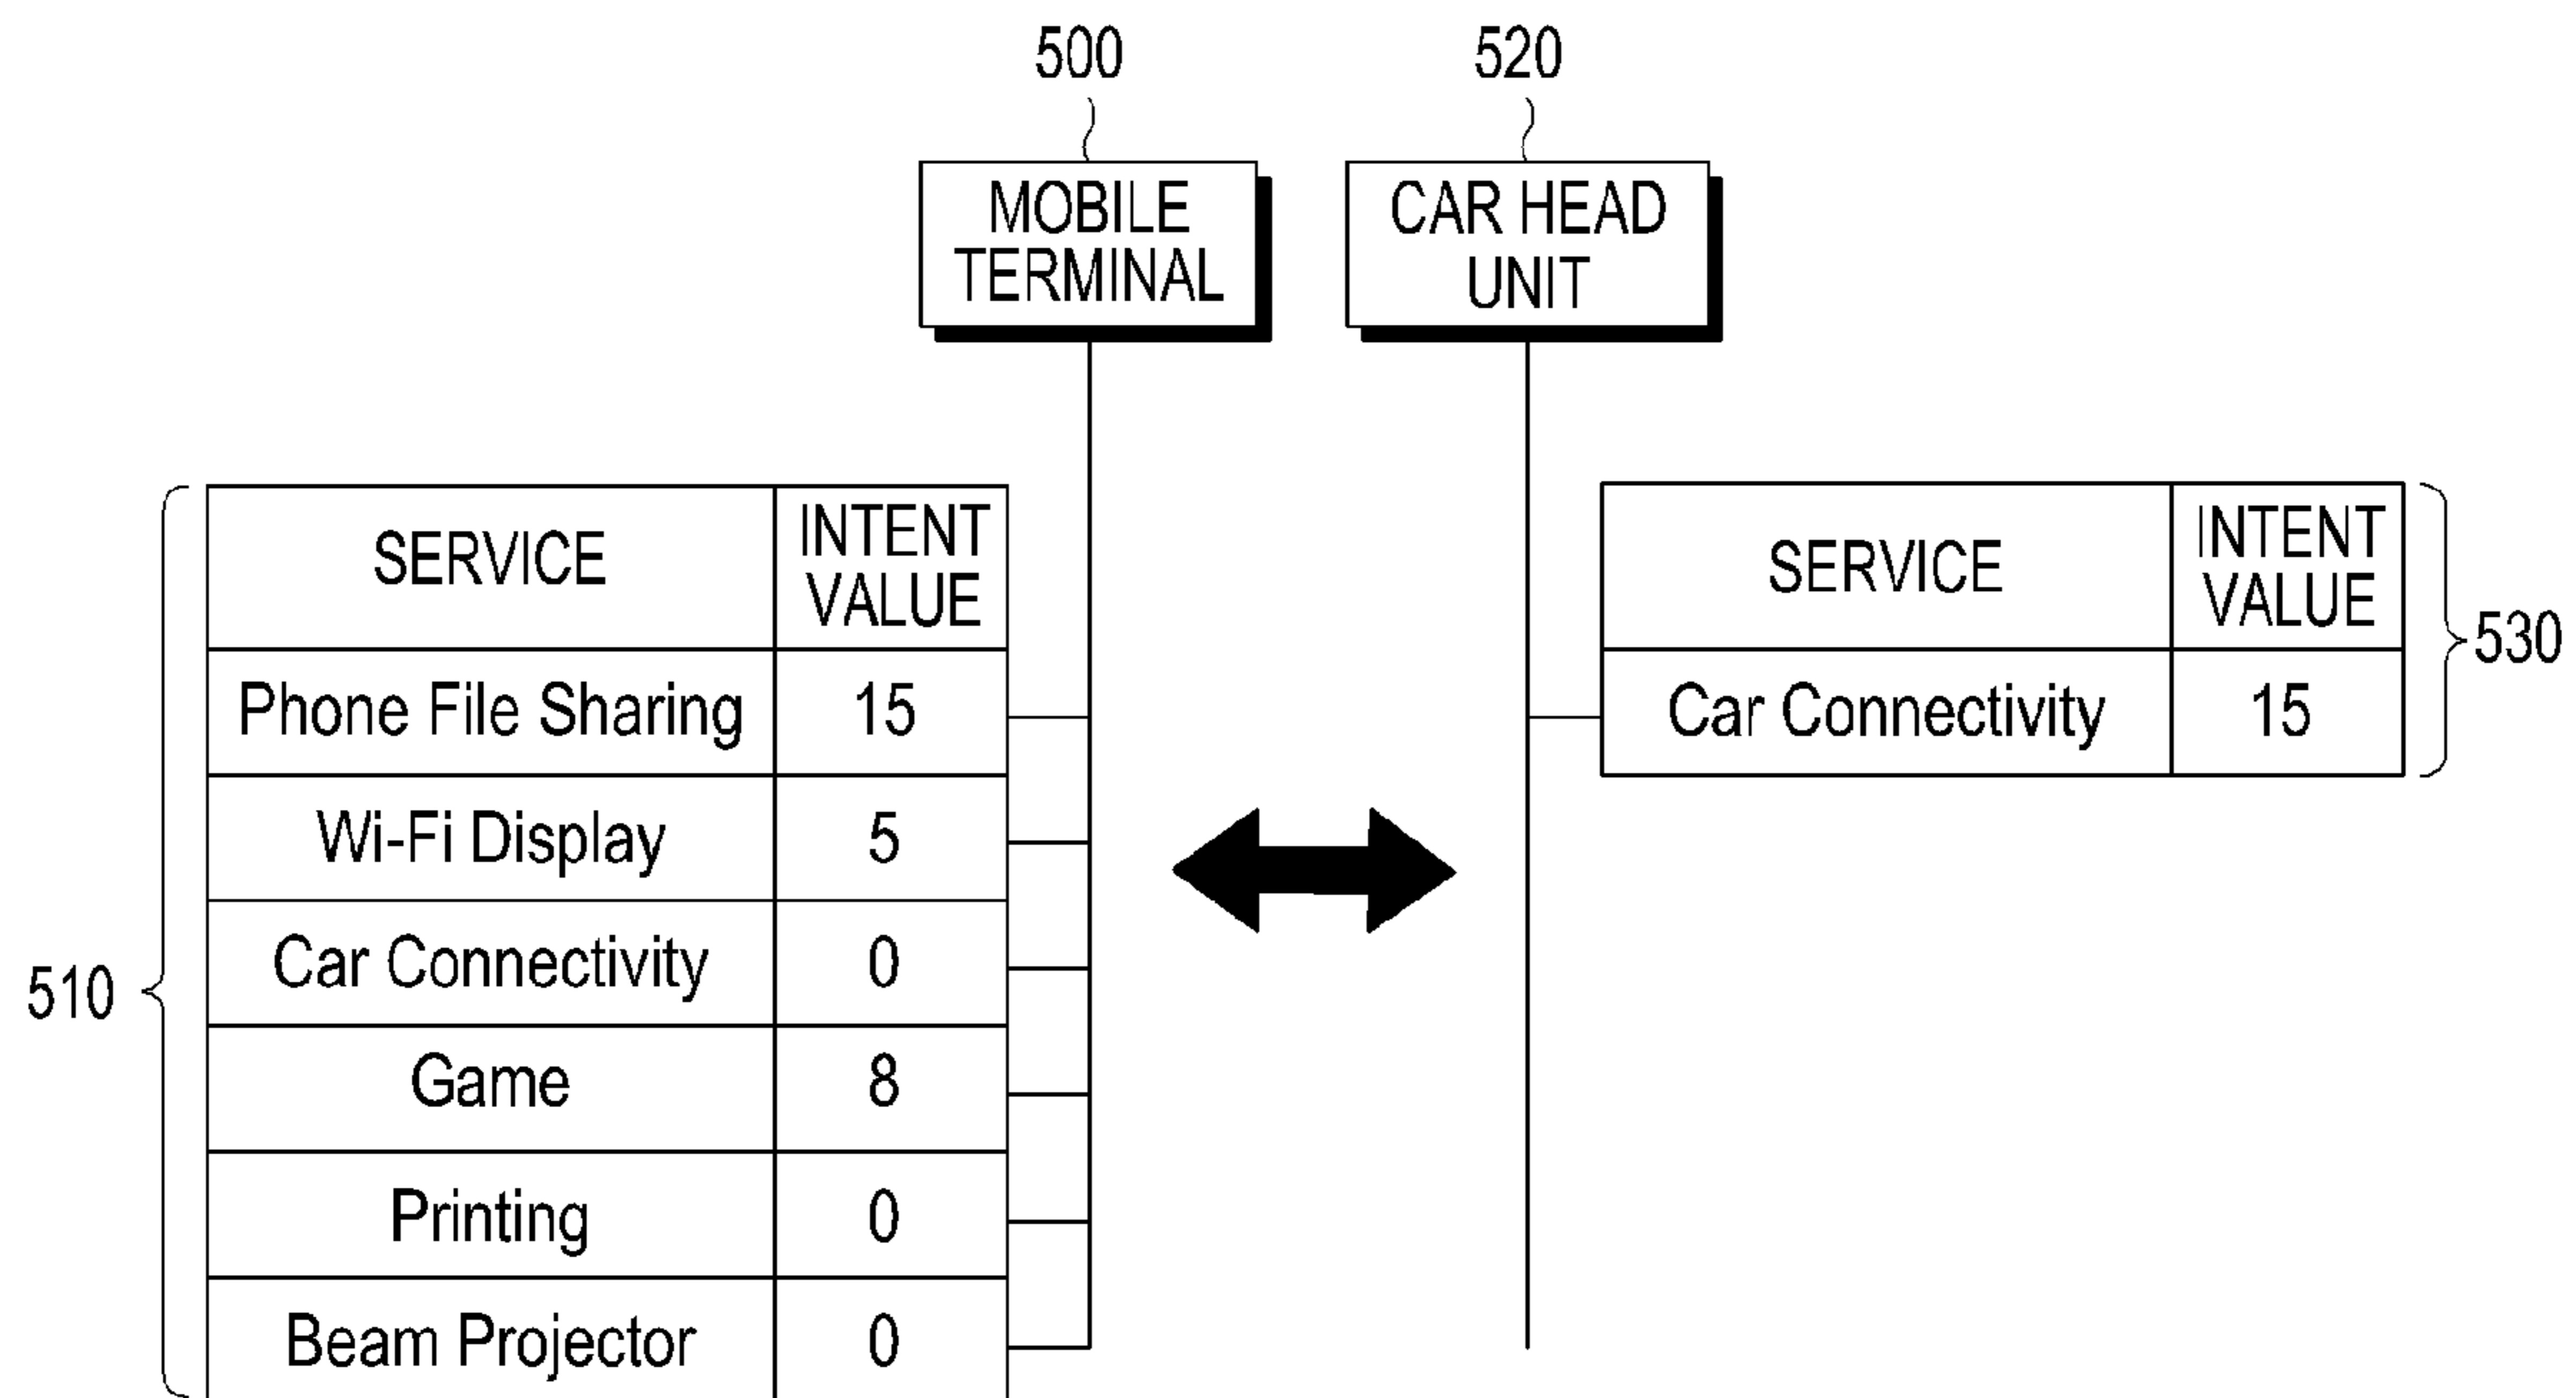 500
520
MOBILE
TERMINAL
CAR HEAD
UNIT
510
SERVICE
INTENT
VALUE
Phone File Sharing 15
Wi-Fi Display 5
Car Connectivity 0
Game 8
Printing 0
Beam Projector 0
SERVICE
INTENT
VALUE
Car Connectivity 15
530